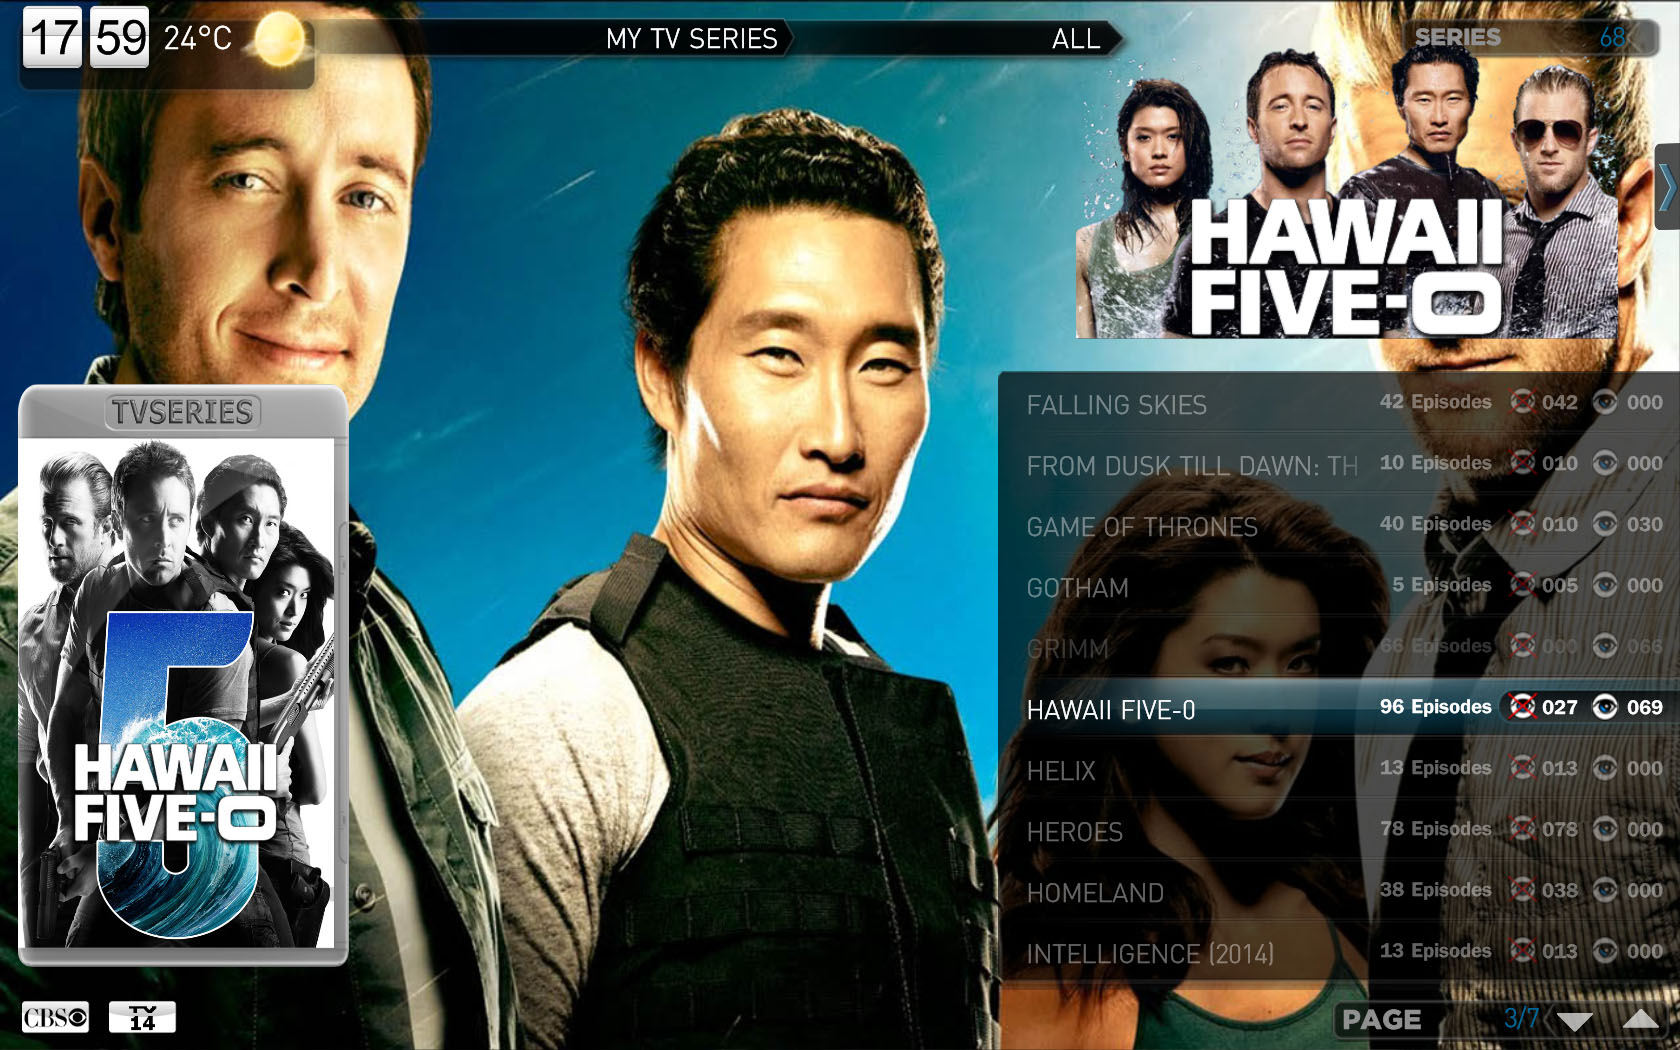 17 59 24°C
MY TV SERIES
ALL
SERIES 68
HAWAII
FIVE-O
TVSERIES
5
HAWAII
FIVE-O
FALLING SKIES 42 Episodes 042 000
FROM DUSK TILL DAWN: TH 10 Episodes 010 000
GAME OF THRONES 40 Episodes 010 030
GOTHAM 5 Episodes 005 000
GRIMM 66 Episodes 000 066
HAWAII FIVE-0 96 Episodes 027 069
HELIX 13 Episodes 013 000
HEROES 78 Episodes 078 000
HOMELAND 38 Episodes 038 000
INTELLIGENCE (2014) 13 Episodes 013 000
CBS
TV
14
PAGE 3/7